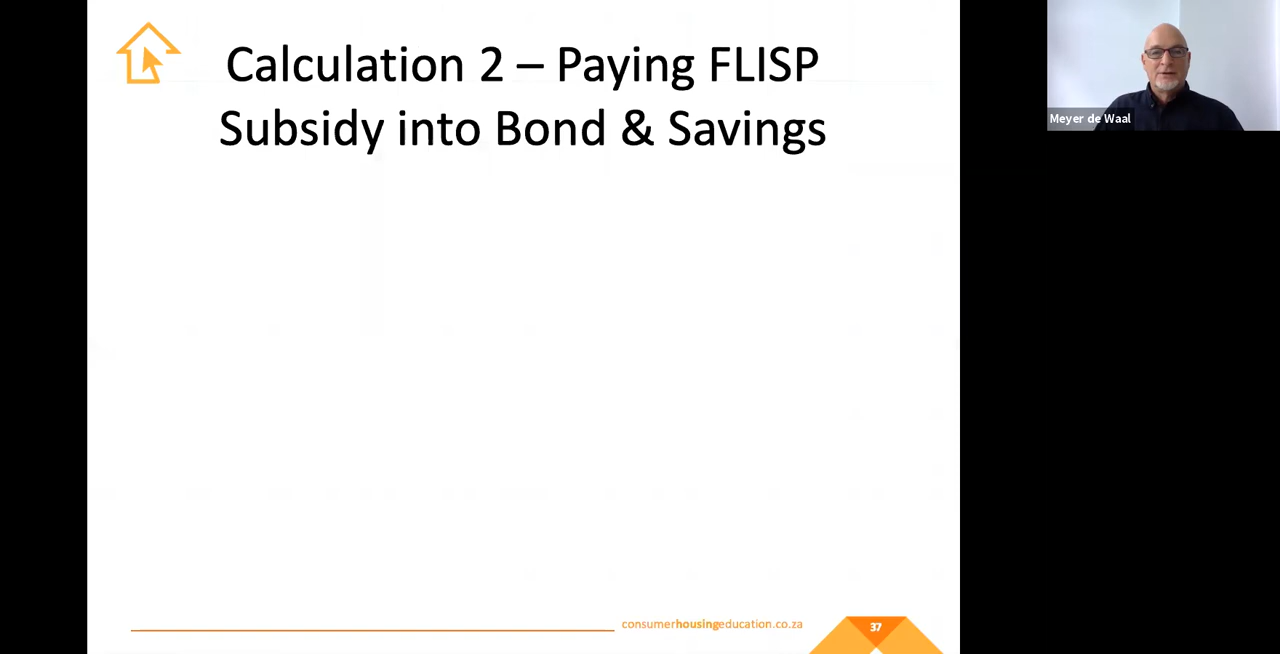 Calculation 2 – Paying FLISP
Subsidy into Bond & Savings
Meyer de Waal
consumerhousingeducation.co.za
37